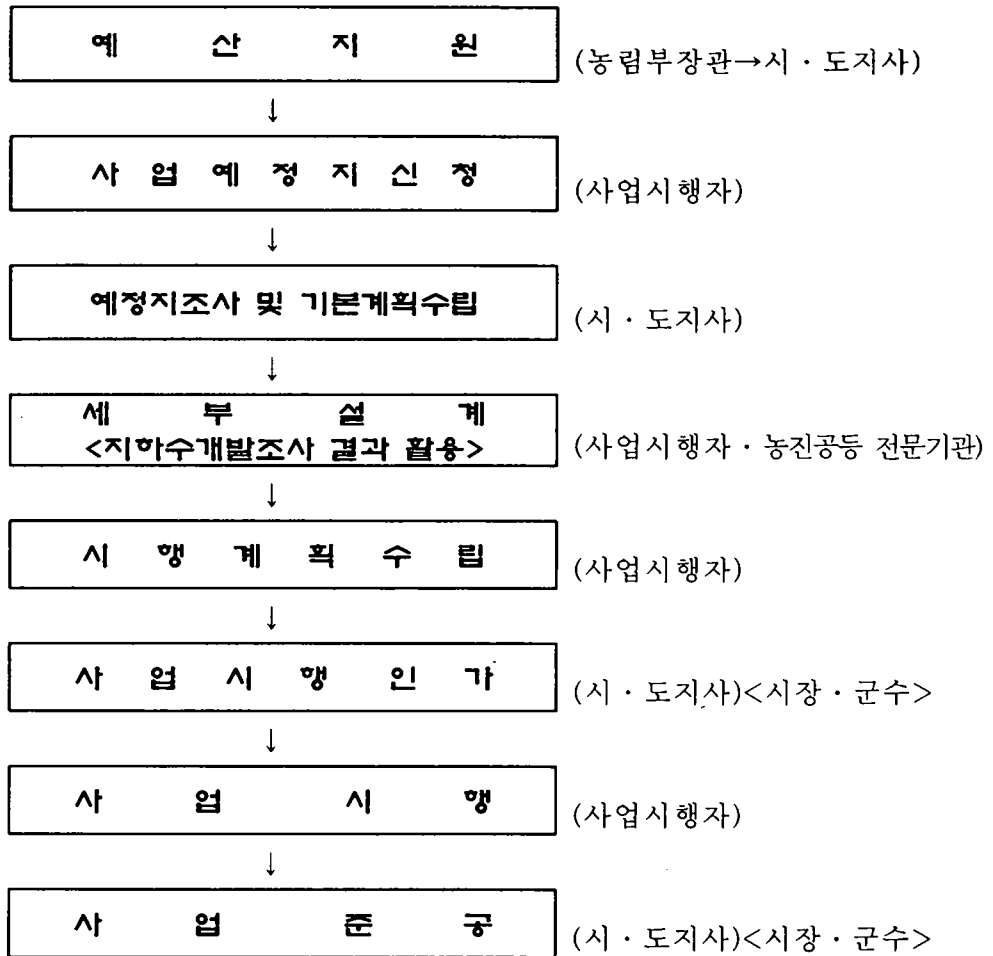 예 산 지 원 (농림부장관→시·도지사)
↓
사 업 예 정 지 신 청 (사업시행자)
↓
예정지조사 및 기본계획수립 (시·도지사)
↓
세 부 설 계
<지하수개발조사 결과 활용> (사업시행자·농진공등 전문기관)
↓
시 행 계 획 수 립 (사업시행자)
↓
사 업 시 행 인 가 (시·도지사)<시장·군수>
↓
사 업 시 행 (사업시행자)
↓
사 업 준 공 (시·도지사)<시장·군수>